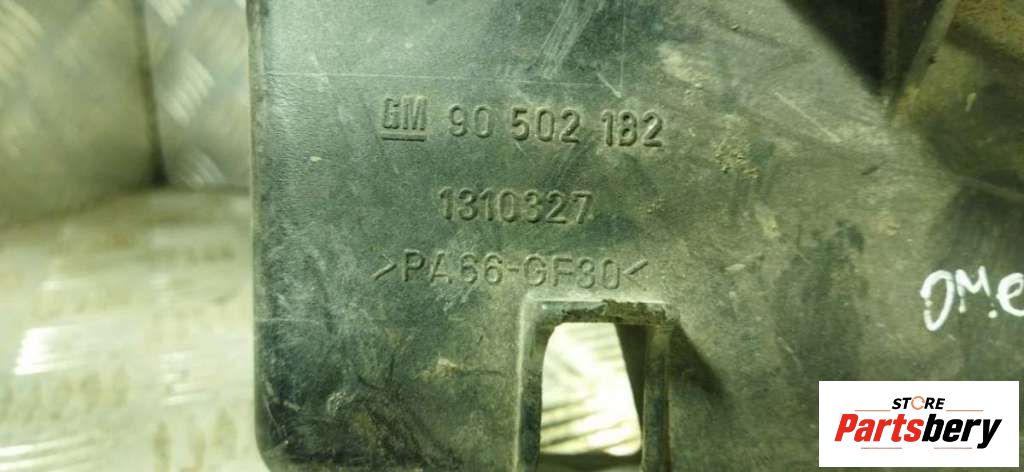 GM 90 502 182
1310327
>PA66-GF30<
OMe
STORE
Partsbery